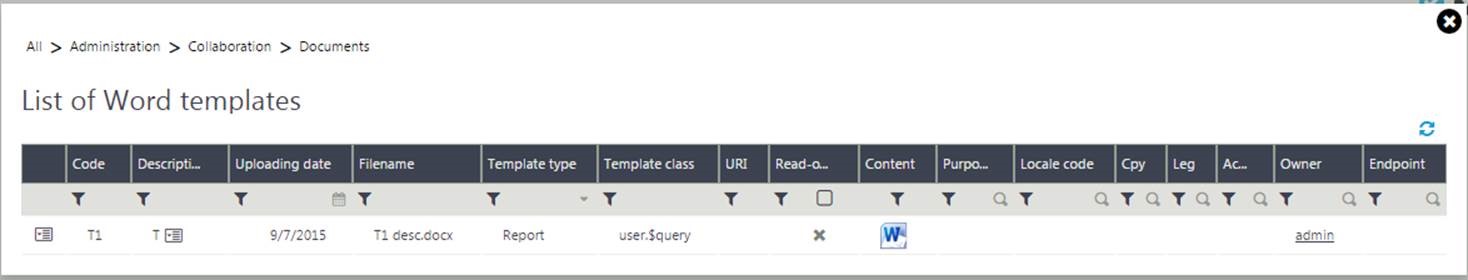 All > Administration > Collaboration > Documents
List of Word templates
Code Descripti... Uploading date Filename Template type Template class URI Read-o... Content Purpo... Locale code Cpy Leg Ac... Owner Endpoint
T1 T 9/7/2015 T1 desc.docx Report user.$query W admin